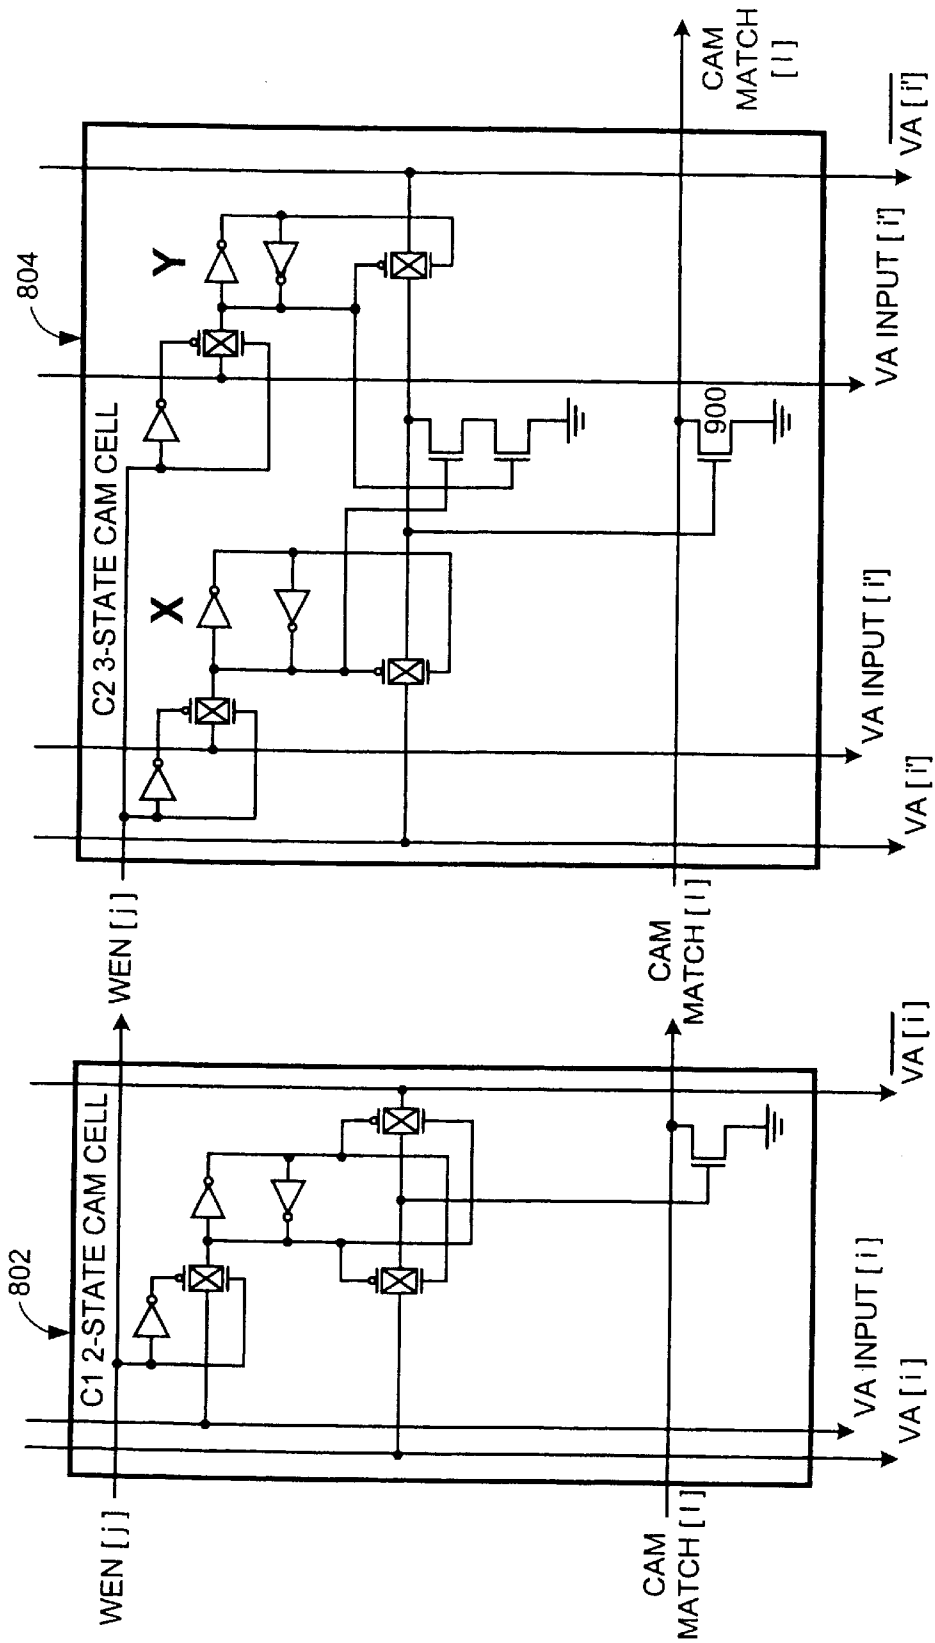 802
C1 2-STATE CAM CELL
WEN [ j ]
CAM
MATCH [ l ]
VA INPUT [ i ]
VA [ i ]
VA [ i ]
804
C2 3-STATE CAM CELL
WEN [ j ]
X
Y
900
CAM
MATCH [ l ]
CAM
MATCH
[ l ]
VA [ i' ]
VA INPUT [ i' ]
VA INPUT [ i' ]
VA [ i' ]